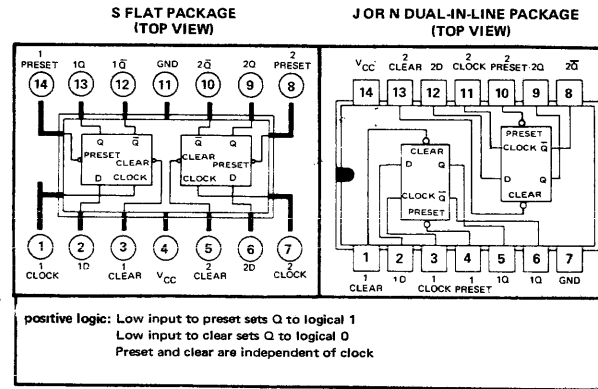 S FLAT PACKAGE
(TOP VIEW)
1 PRESET 1Q 1Q̅ GND 2Q̅ 2Q 2 PRESET
14 13 12 11 10 9 8
Q Q̅ Q̅ Q
PRESET CLEAR CLEAR PRESET
D CLOCK CLOCK D
1 2 3 4 5 6 7
1 CLOCK 1D 1 CLEAR VCC 2 CLEAR 2D 2 CLOCK
J OR N DUAL-IN-LINE PACKAGE
(TOP VIEW)
VCC 2 CLEAR 2D 2 CLOCK 2 PRESET 2Q 2Q̅
14 13 12 11 10 9 8
PRESET
CLOCK Q̅
D Q
CLEAR
CLEAR
D Q
CLOCK Q̅
PRESET
1 2 3 4 5 6 7
1 CLEAR 1D 1 CLOCK 1 PRESET 1Q 1Q̅ GND
positive logic: Low input to preset sets Q to logical 1
Low input to clear sets Q to logical 0
Preset and clear are independent of clock